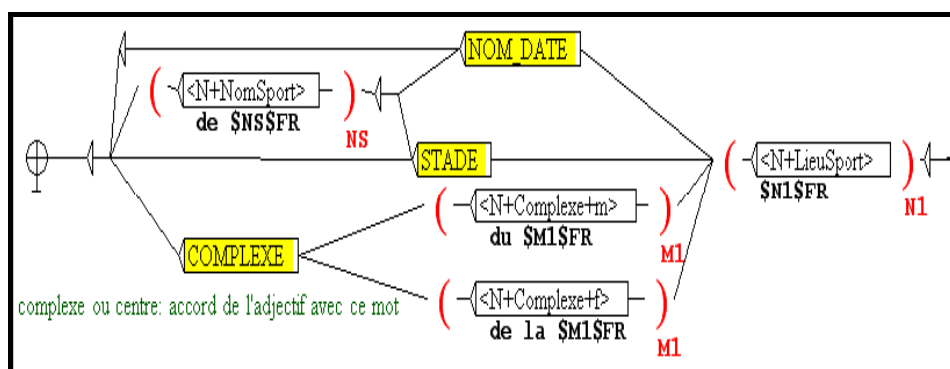 NOM_DATE
( <N+NomSport> )
de $NS$FR
NS
STADE
( <N+LieuSport> )
$N1$FR
N1
( <N+Complexe+m> )
du $M1$FR
M1
COMPLEXE
( <N+Complexe+f> )
de la $M1$FR
M1
complexe ou centre: accord de l'adjectif avec ce mot